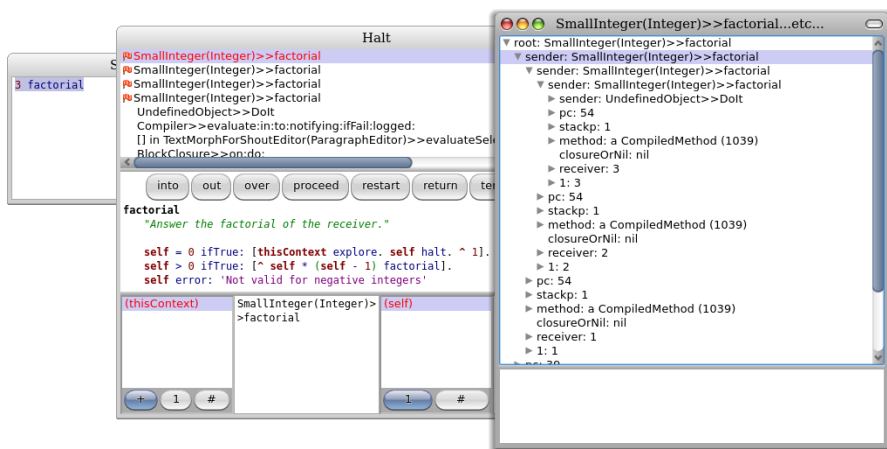 S
3 factorial
Halt
SmallInteger(Integer)>>factorial
SmallInteger(Integer)>>factorial
SmallInteger(Integer)>>factorial
SmallInteger(Integer)>>factorial
UndefinedObject>>DoIt
Compiler>>evaluate:in:to:notifying:ifFail:logged:
[] in TextMorphForShoutEditor(ParagraphEditor)>>evaluateSele
BlockClosure>>on:do:
into out over proceed restart return te
factorial
"Answer the factorial of the receiver."
self = 0 ifTrue: [thisContext explore. self halt. ^ 1].
self > 0 ifTrue: [^ self * (self - 1) factorial].
self error: 'Not valid for negative integers'
(thisContext)
SmallInteger(Integer)>
>factorial
(self)
+ 1 #
1 #
SmallInteger(Integer)>>factorial...etc...
root: SmallInteger(Integer)>>factorial
sender: SmallInteger(Integer)>>factorial
sender: SmallInteger(Integer)>>factorial
sender: SmallInteger(Integer)>>factorial
sender: UndefinedObject>>DoIt
pc: 54
stackp: 1
method: a CompiledMethod (1039)
closureOrNil: nil
receiver: 3
1: 3
pc: 54
stackp: 1
method: a CompiledMethod (1039)
closureOrNil: nil
receiver: 2
1: 2
pc: 54
stackp: 1
method: a CompiledMethod (1039)
closureOrNil: nil
receiver: 1
1: 1
pc: 39